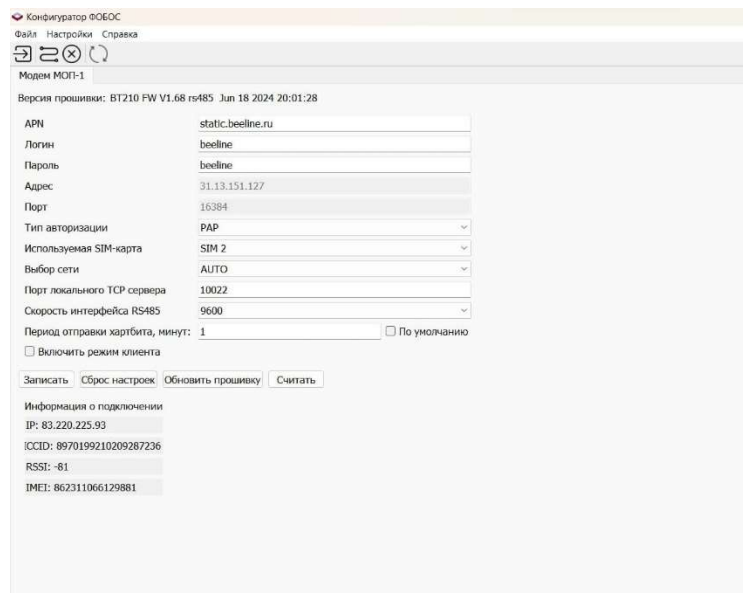 Конфигуратор ФОБОС
Файл Настройки Справка
Модем МОП-1
Версия прошивки: BT210 FW V1.68 rs485 Jun 18 2024 20:01:28
APN static.beeline.ru
Логин beeline
Пароль beeline
Адрес 31.13.151.127
Порт 16384
Тип авторизации PAP
Используемая SIM-карта SIM 2
Выбор сети AUTO
Порт локального TCP сервера 10022
Скорость интерфейса RS485 9600
Период отправки хартбита, минут: 1 По умолчанию
Включить режим клиента
Записать Сброс настроек Обновить прошивку Считать
Информация о подключении
IP: 83.220.225.93
ICCID: 8970199210209287236
RSSI: -81
IMEI: 862311066129881